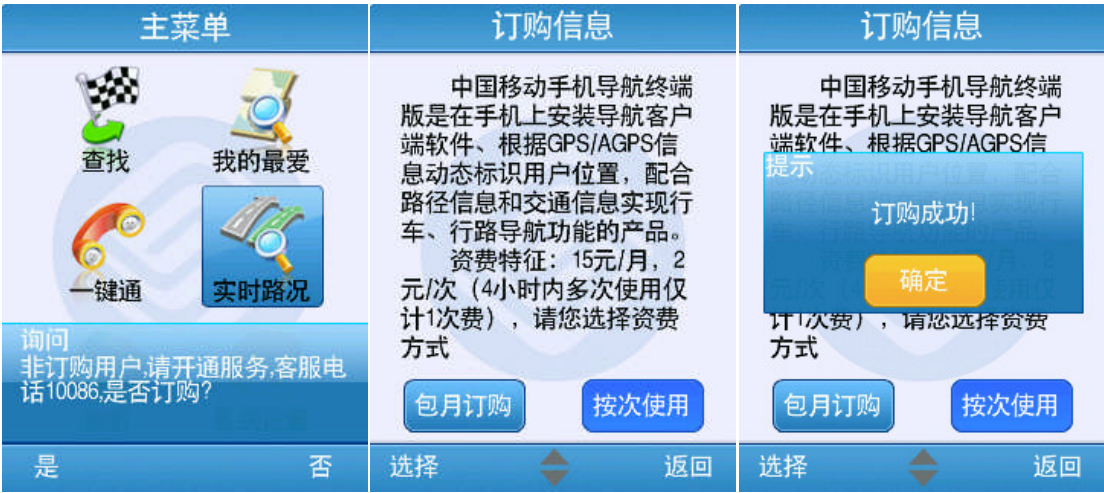 主菜单
查找
我的最爱
一键通
实时路况
询问
非订购用户,请开通服务,客服电
话10086,是否订购?
是
否
订购信息
中国移动手机导航终端
版是在手机上安装导航客户
端软件、根据GPS/AGPS信
息动态标识用户位置，配合
路径信息和交通信息实现行
车、行路导航功能的产品。
资费特征：15元/月，2
元/次（4小时内多次使用仅
计1次费），请您选择资费
方式
包月订购
按次使用
选择
返回
订购信息
中国移动手机导航终端
版是在手机上安装导航客户
端软件、根据GPS/AGPS信
提示
订购成功!
确定
计1次费），请您选择资费
方式
包月订购
按次使用
选择
返回